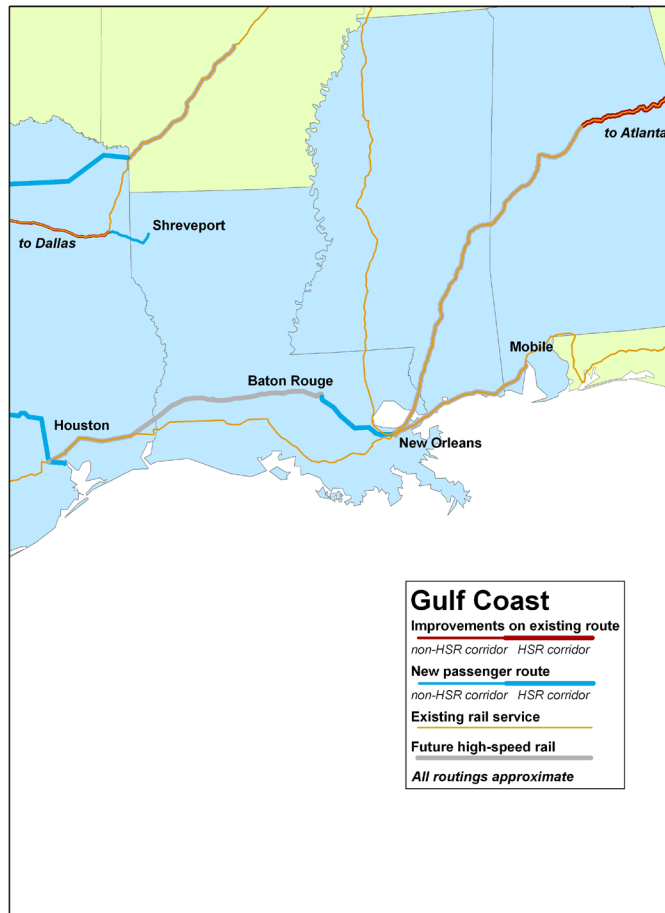 to Atlanta
Shreveport
to Dallas
Mobile
Baton Rouge
Houston
New Orleans
Gulf Coast
Improvements on existing route
non-HSR corridor HSR corridor
New passenger route
non-HSR corridor HSR corridor
Existing rail service
Future high-speed rail
All routings approximate